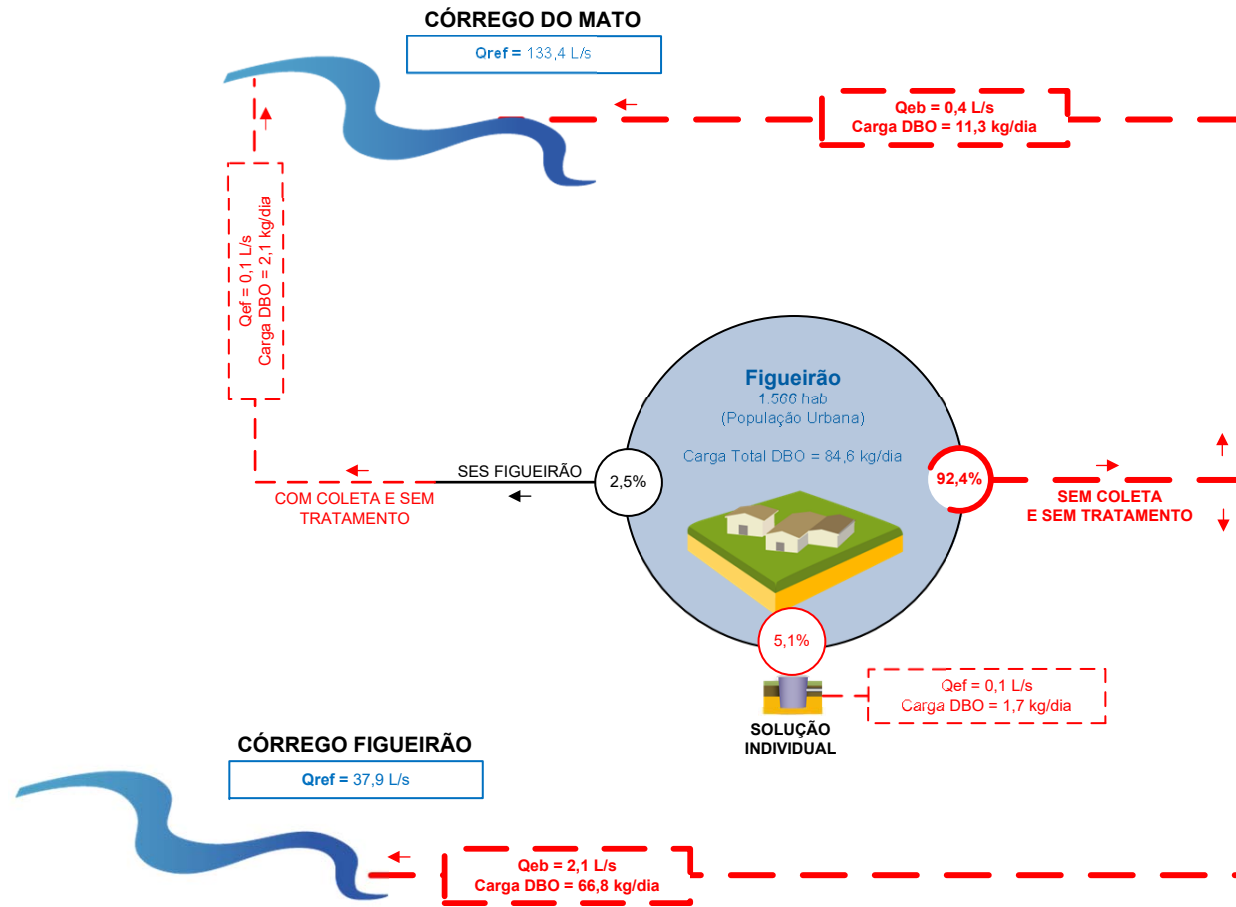 CÓRREGO DO MATO
Qref = 133,4 L/s
Qeb = 0,4 L/s
Carga DBO = 11,3 kg/dia
Qef = 0,1 L/s
Carga DBO = 2,1 kg/dia
Figueirão
1.566 hab
(População Urbana)
Carga Total DBO = 84,6 kg/dia
SES FIGUEIRÃO
2,5%
92,4%
COM COLETA E SEM
TRATAMENTO
SEM COLETA
E SEM TRATAMENTO
5,1%
Qef = 0,1 L/s
Carga DBO = 1,7 kg/dia
SOLUÇÃO
INDIVIDUAL
CÓRREGO FIGUEIRÃO
Qref = 37,9 L/s
Qeb = 2,1 L/s
Carga DBO = 66,8 kg/dia